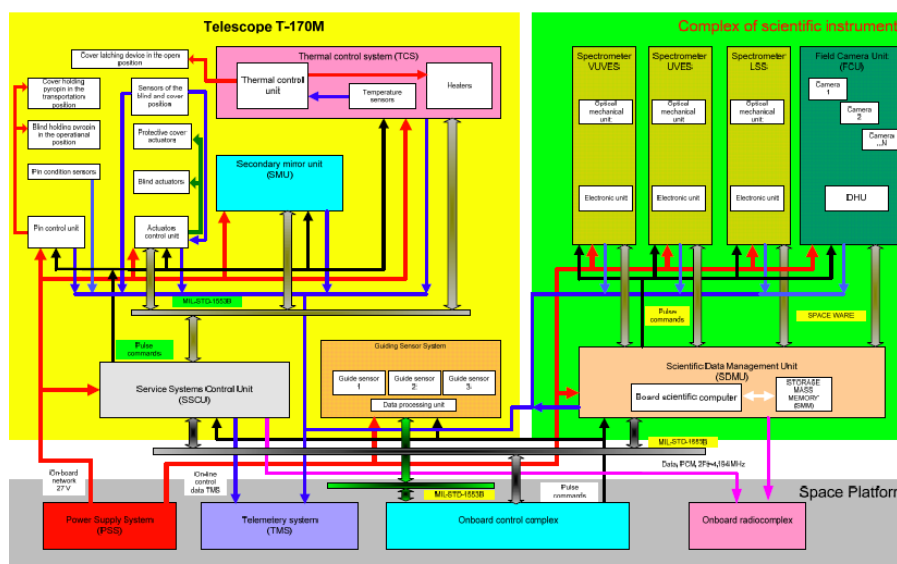 Telescope T-170M
Complex of scientific instrument
Cover latching device in the open
position
Thermal control system (TCS)
Thermal control
unit
Temperature
sensors
Heaters
Cover holding
pyropin in the
transportation
position
Sensors of the
blind and cover
position
Blind holding pyropin
in the operational
position
Protective cover
actuators
Pin condition sensors
Blind actuators
Secondary mirror unit
(SMU)
Pin control unit
Actuators
control unit
MIL-STD-1553B
Pulse
commands
Service Systems Control Unit
(SSCU)
Guiding Sensor System
Guide sensor
1
Guide sensor
2
Guide sensor
3
Data processing unit
Spectrometer
VUVES
Spectrometer
UVES
Spectrometer
LSS
Field Camera Unit
(FCU)
Optical
mechanical
unit
Optical
mechanical
unit
Optical
mechanical
unit
Camera
1
Camera
2
Camera
...N
Electronic unit
Electronic unit
Electronic unit
IDHU
Pulse
commands
SPACE WARE
Scientific Data Management Unit
(SDMU)
Board scientific computer
STORAGE
MASS
MEMORY
(SMM)
MIL-STD-1553B
Data, PCM, 2Ft=4,194MHz
On-board
network
27 V
On-line
control
data TMS
MIL-STD-1553B
Pulse
commands
Space Platfor
Power Supply System
(PSS)
Telemetery system
(TMS)
Onboard control complex
Onboard radiocomplex